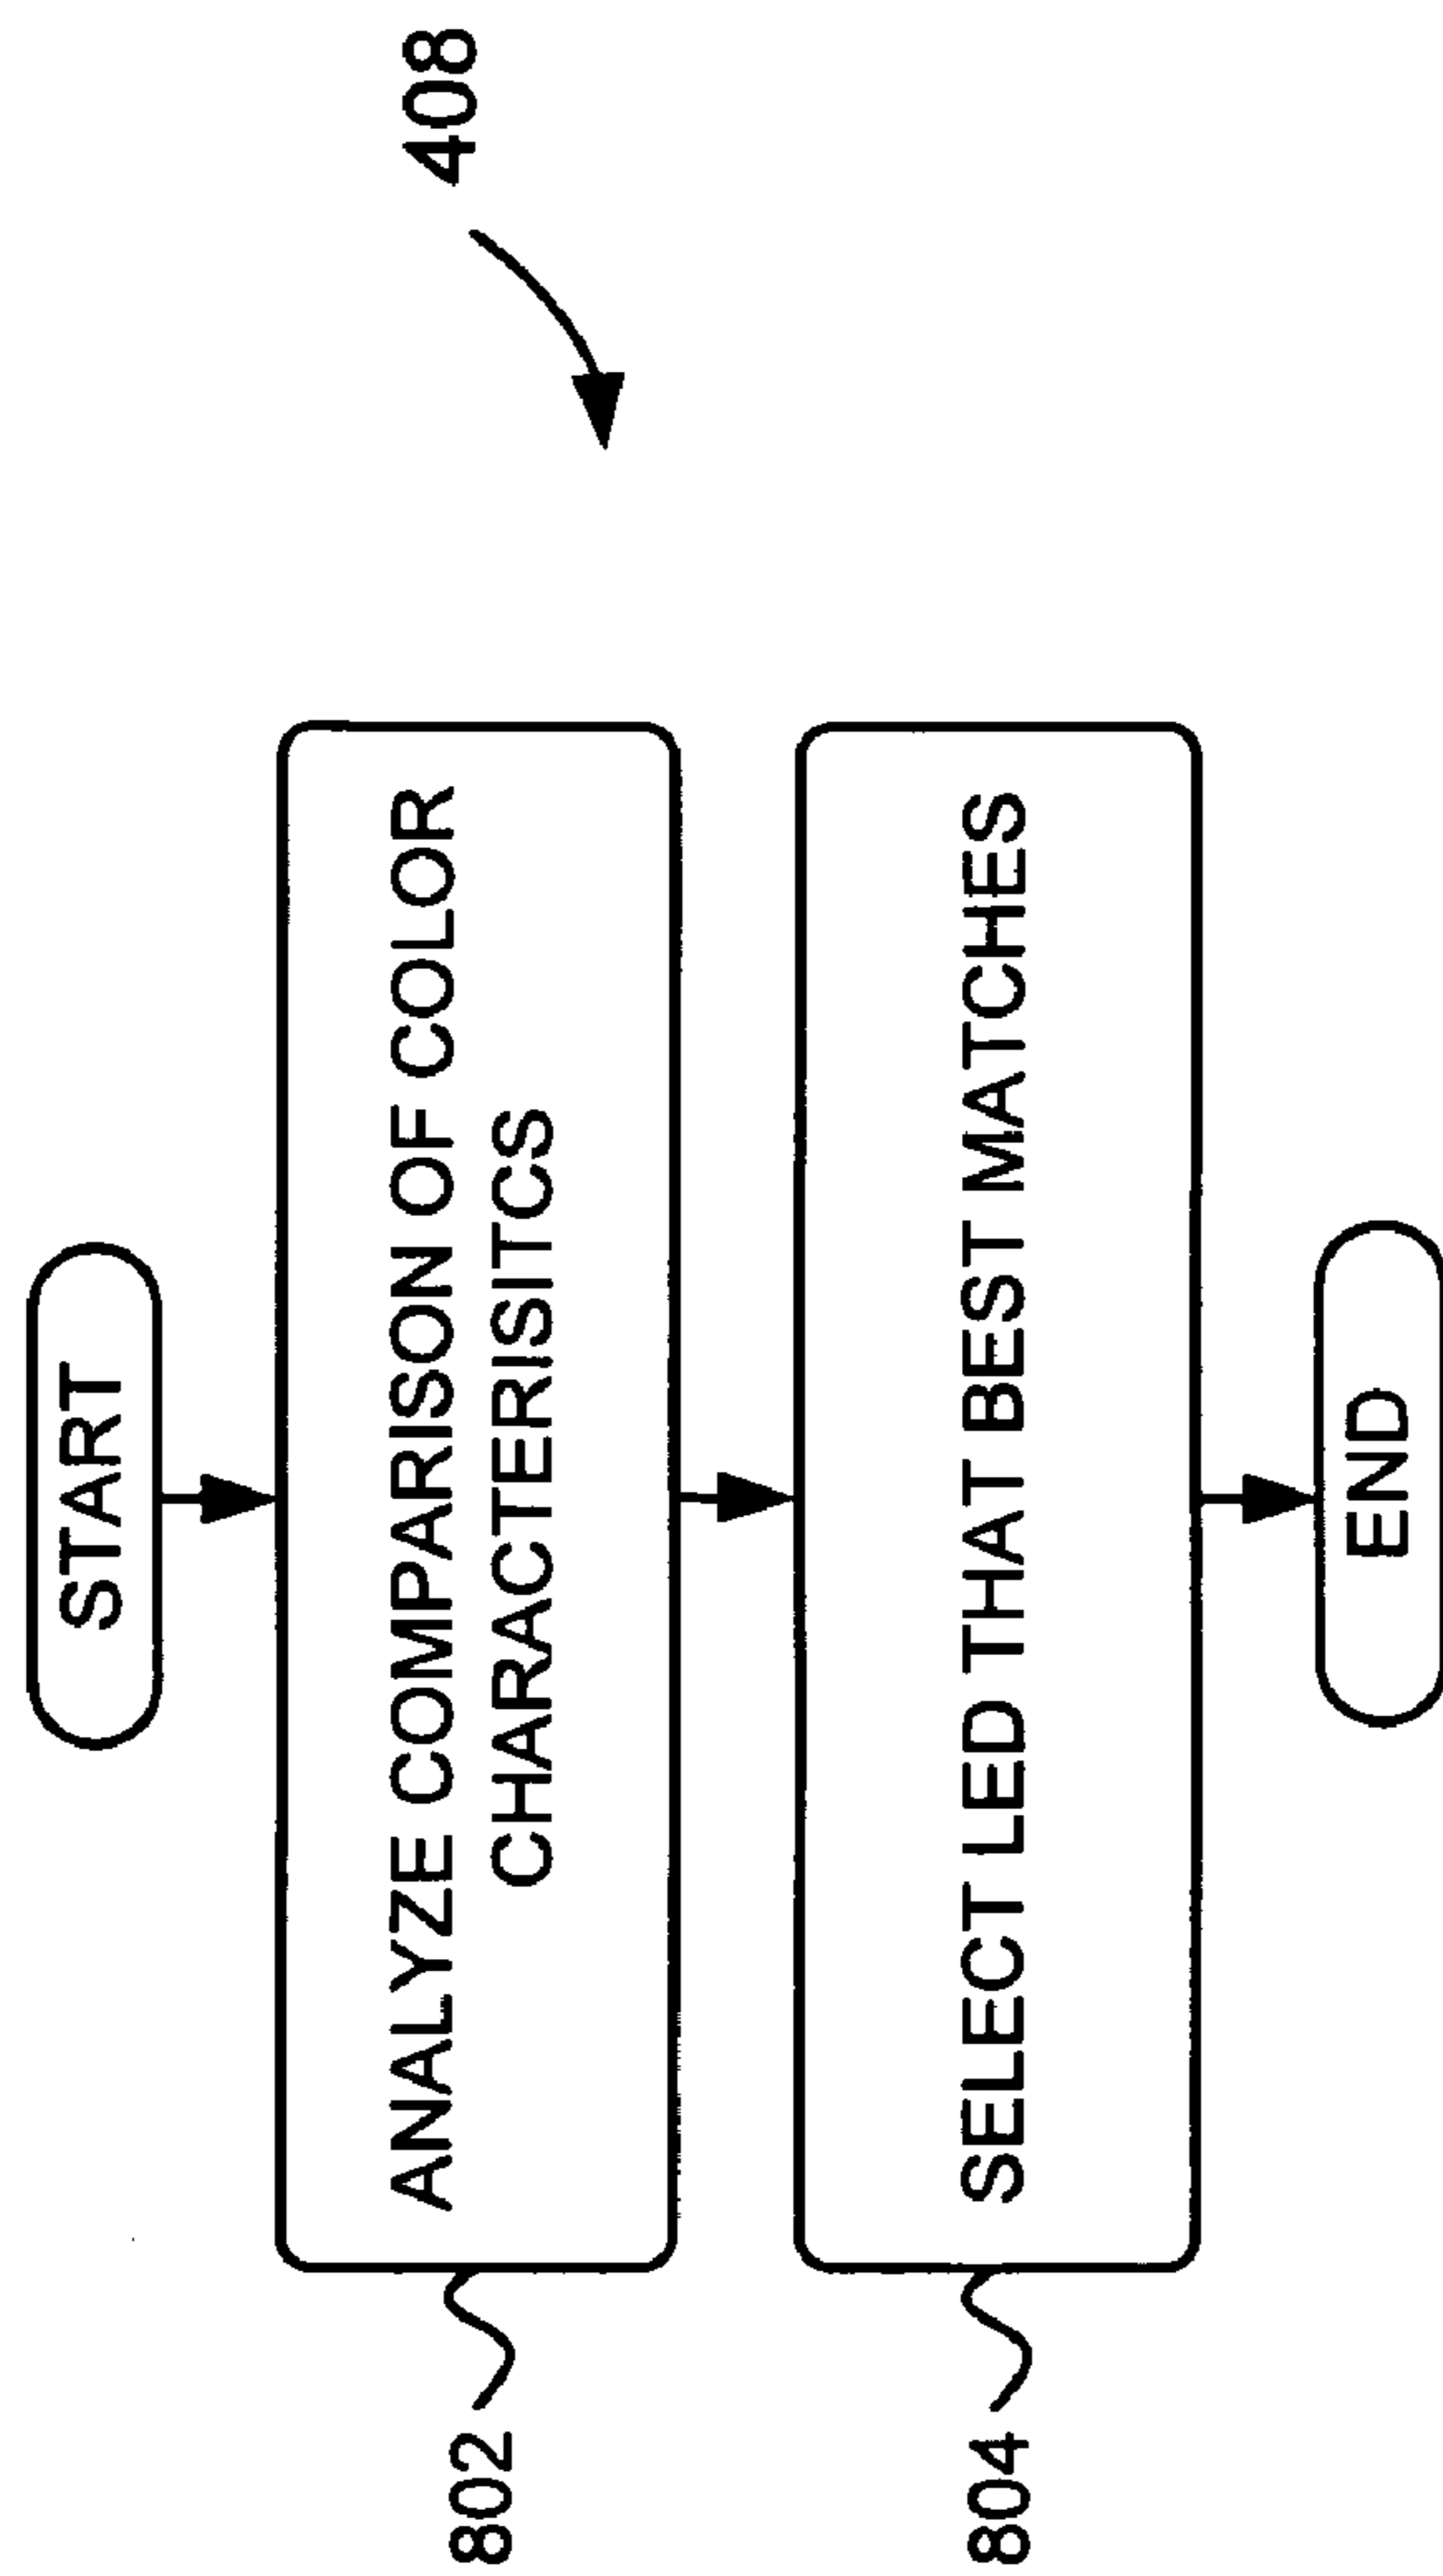 408
START
ANALYZE COMPARISON OF COLOR
CHARACTERISITCS
802
SELECT LED THAT BEST MATCHES
804
END